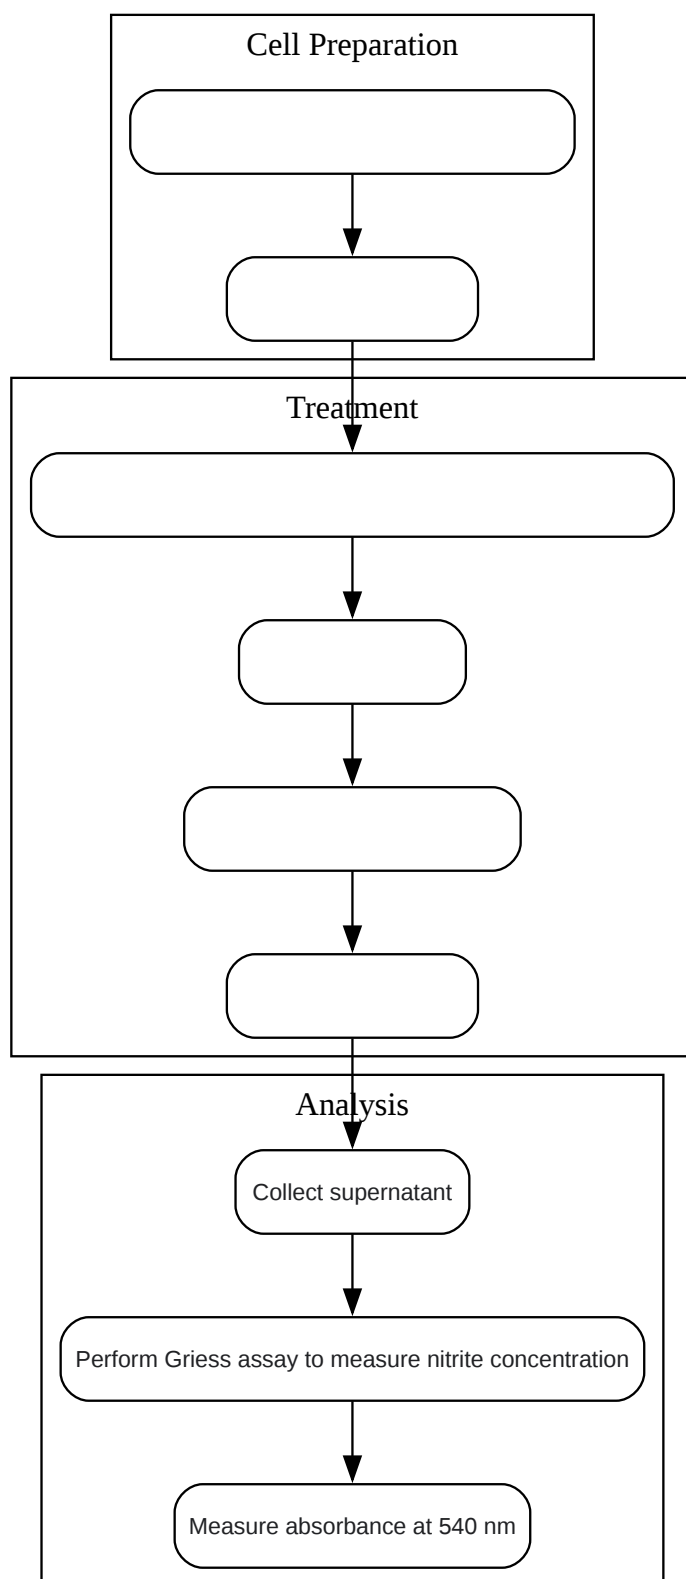 Cell Preparation
Treatment
Analysis
Collect supernatant
Perform Griess assay to measure nitrite concentration
Measure absorbance at 540 nm